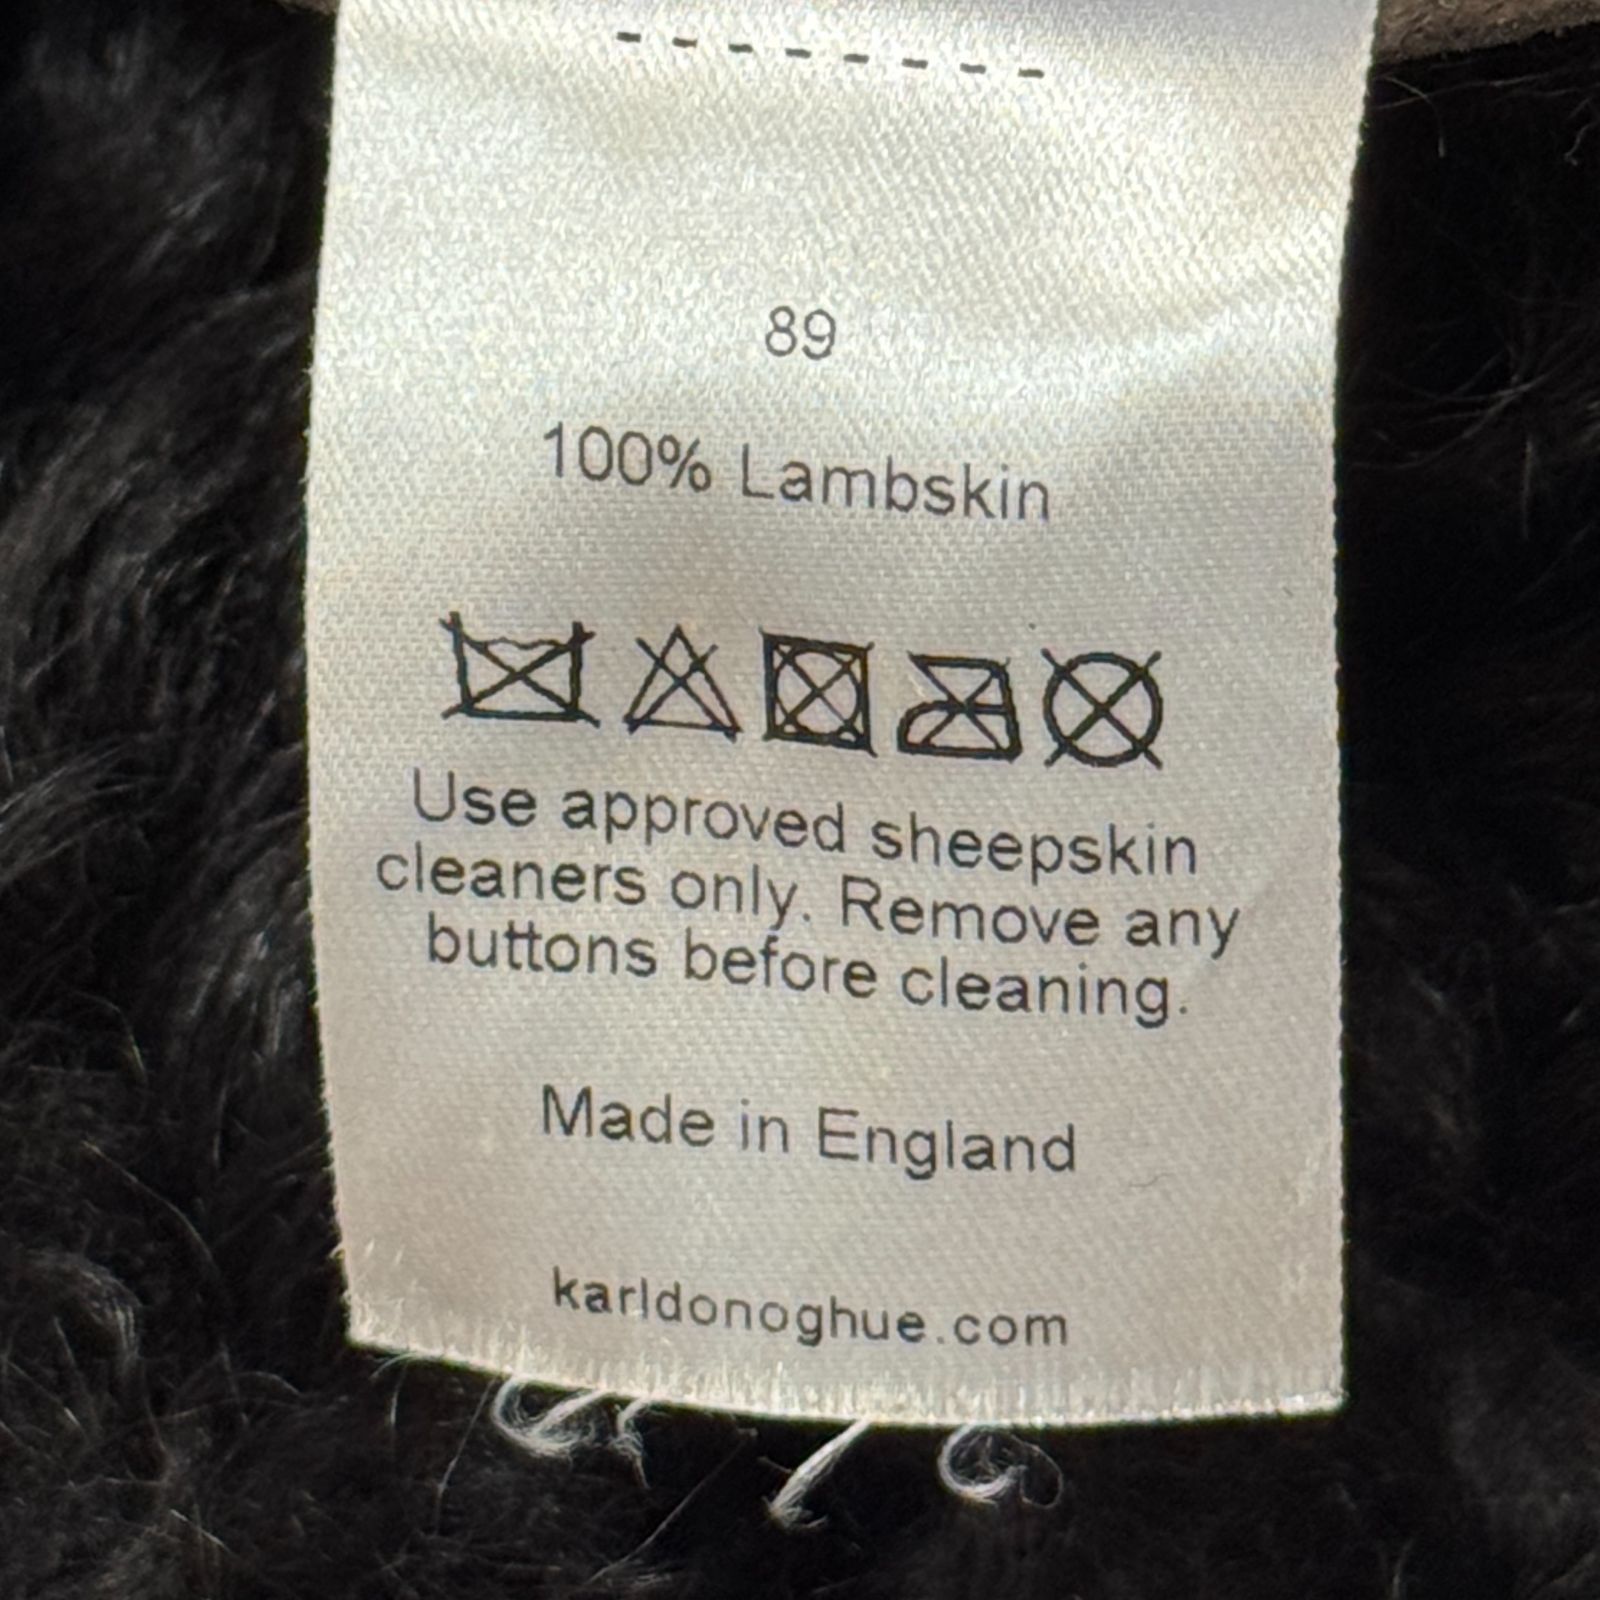 --------
89
100% Lambskin
Use approved sheepskin
cleaners only. Remove any
buttons before cleaning.
Made in England
karldonoghue.com